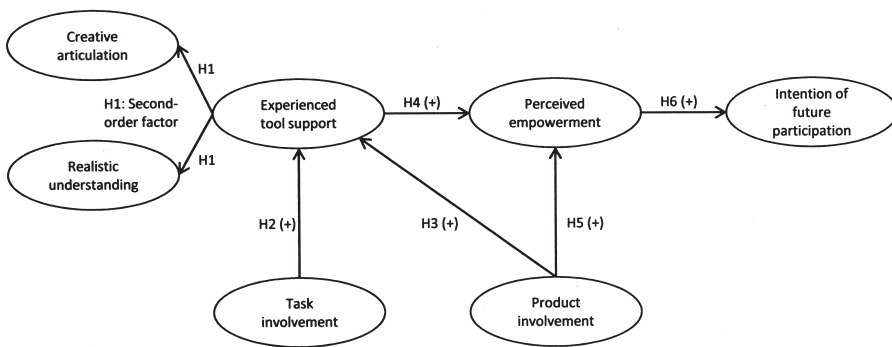 Creative
articulation
H1
H1: Second-
order factor
H1
Realistic
understanding
Experienced
tool support
H4 (+)
Perceived
empowerment
H6 (+)
Intention of
future
participation
H2 (+)
H3 (+)
H5 (+)
Task
involvement
Product
involvement